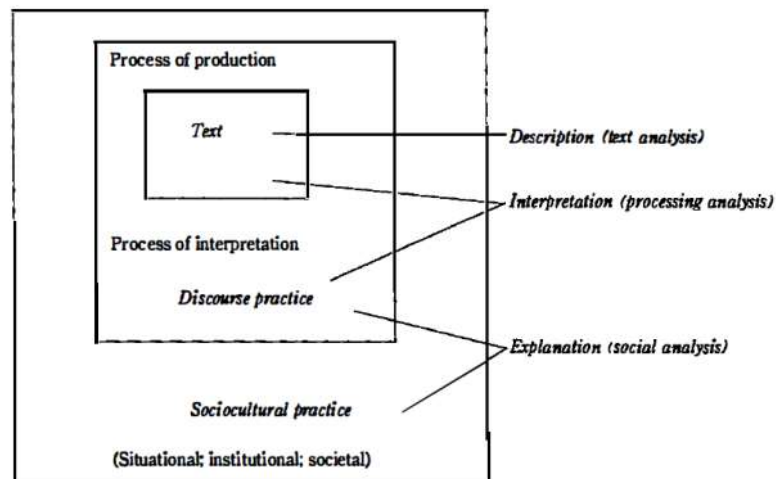 Process of production
Text
Description (text analysis)
Interpretation (processing analysis)
Process of interpretation
Discourse practice
Explanation (social analysis)
Sociocultural practice
(Situational; institutional; societal)